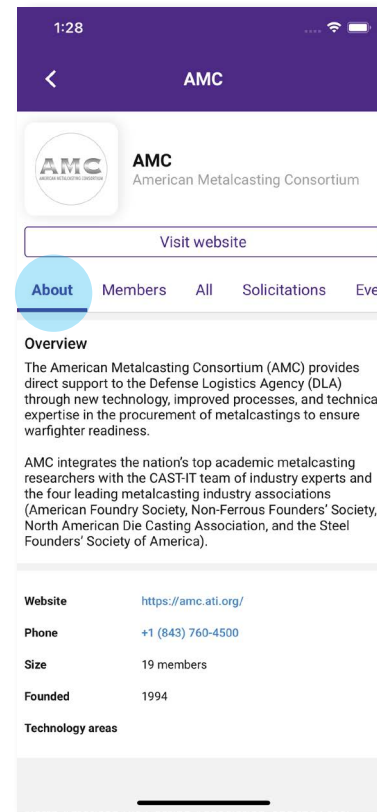 1:28
AMC
AMC
AMERICAN METALCASTING CONSORTIUM
AMC
American Metalcasting Consortium
Visit website
About Members All Solicitations Eve
Overview
The American Metalcasting Consortium (AMC) provides
direct support to the Defense Logistics Agency (DLA)
through new technology, improved processes, and technica
expertise in the procurement of metalcastings to ensure
warfighter readiness.
AMC integrates the nation's top academic metalcasting
researchers with the CAST-IT team of industry experts and
the four leading metalcasting industry associations
(American Foundry Society, Non-Ferrous Founders' Society,
North American Die Casting Association, and the Steel
Founders' Society of America).
Website https://amc.ati.org/
Phone +1 (843) 760-4500
Size 19 members
Founded 1994
Technology areas